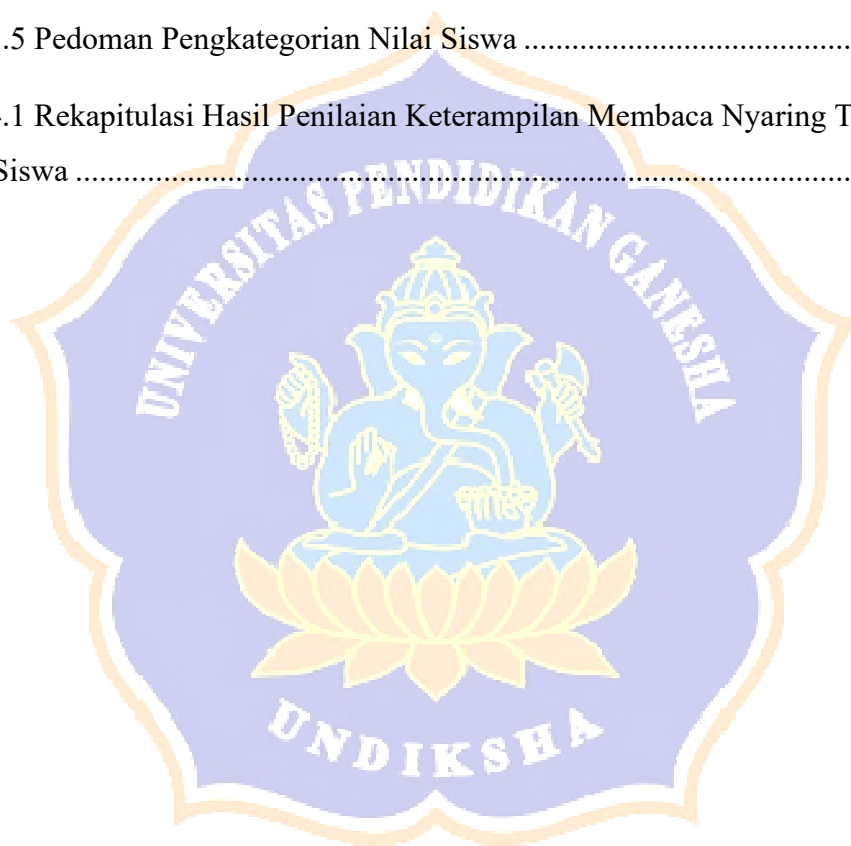 .5 Pedoman Pengkategorian Nilai Siswa ........................................
.1 Rekapitulasi Hasil Penilaian Keterampilan Membaca Nyaring T
Siswa ................................................................................................
UNIVERSITAS PENDIDIKAN GANESHA
UNDIKSHA